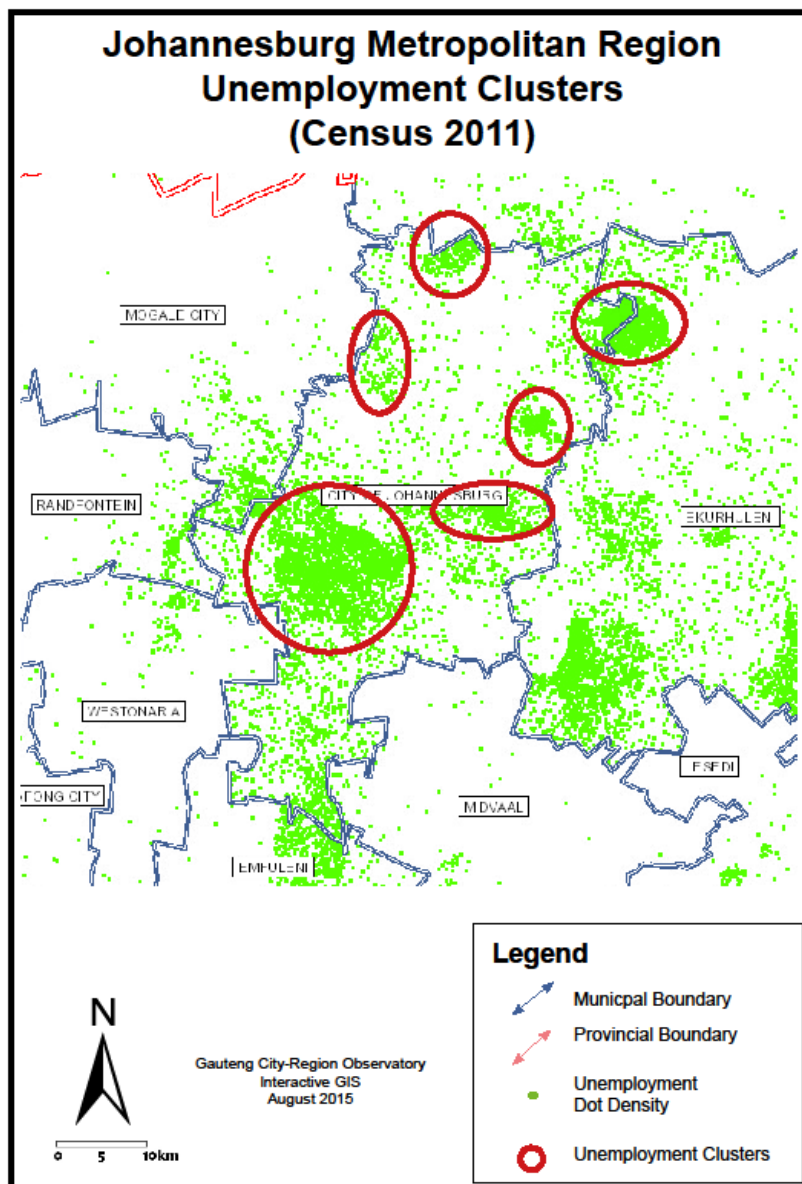 Johannesburg Metropolitan Region
Unemployment Clusters
(Census 2011)
MOGALE CITY
CITY OF JOHANNESBURG
RANDFONTEIN
EKURHULENI
WESTONARIA
LESEDI
MIDVAAL
EMFULENI
Legend
Municpal Boundary
Provincial Boundary
Unemployment
Dot Density
Unemployment Clusters
N
0 5 10km
Gauteng City-Region Observatory
Interactive GIS
August 2015